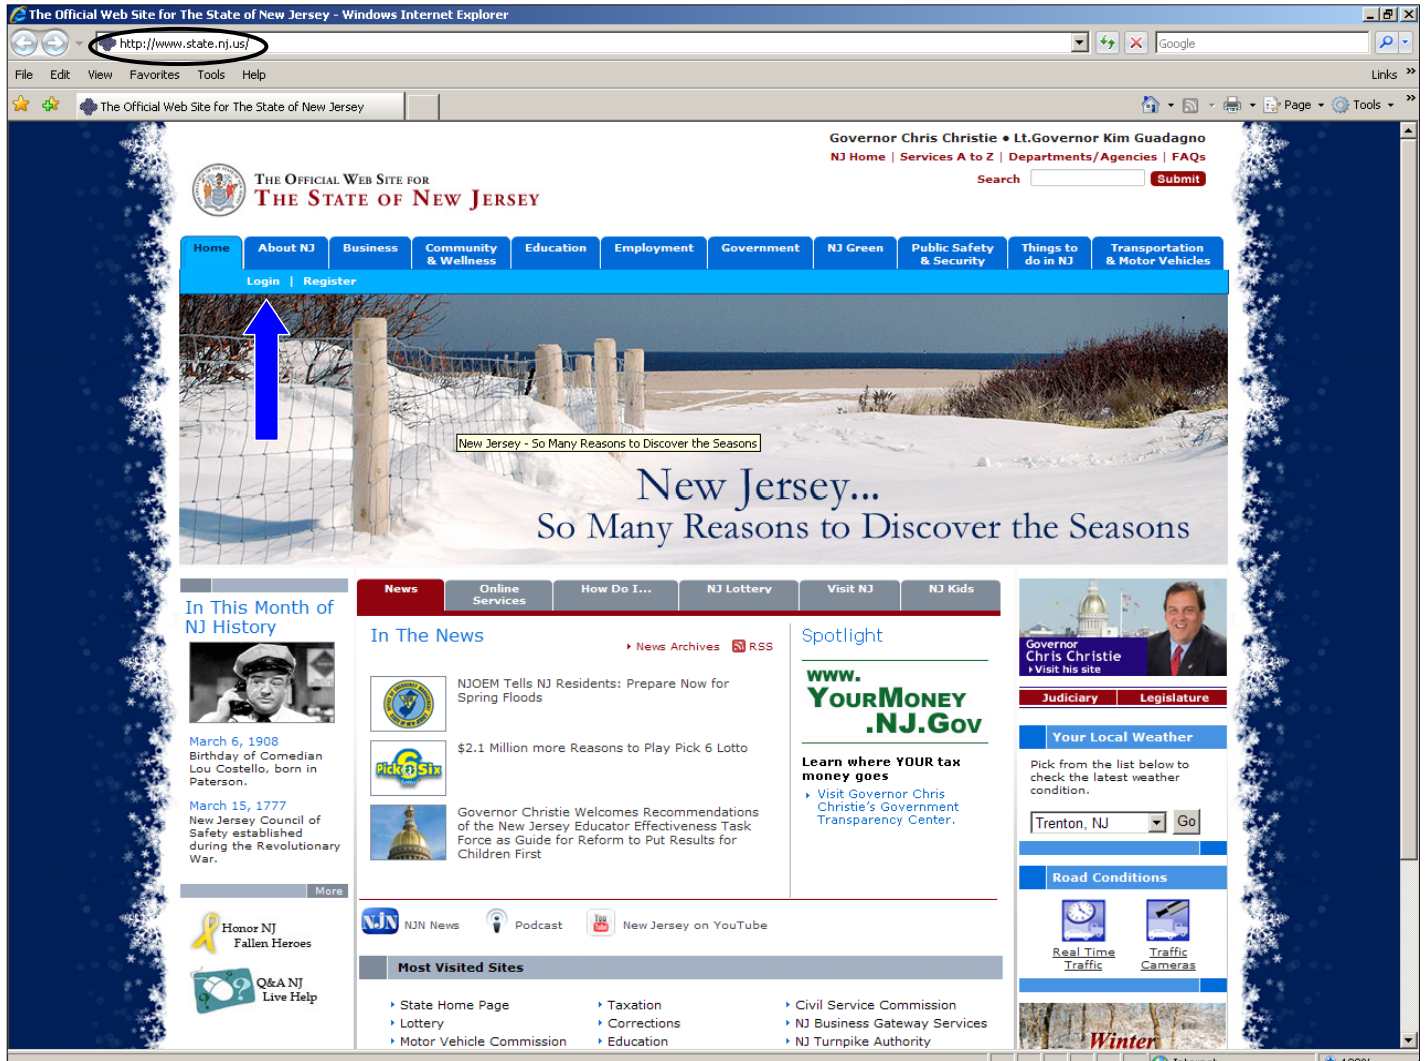 The Official Web Site for The State of New Jersey - Windows Internet Explorer
http://www.state.nj.us/
Google
File Edit View Favorites Tools Help
Links »
The Official Web Site for The State of New Jersey
Page Tools »
Governor Chris Christie • Lt.Governor Kim Guadagno
NJ Home | Services A to Z | Departments/Agencies | FAQs
Search Submit
The Official Web Site for
The State of New Jersey
Home About NJ Business Community & Wellness Education Employment Government NJ Green Public Safety & Security Things to do in NJ Transportation & Motor Vehicles
Login | Register
New Jersey - So Many Reasons to Discover the Seasons
New Jersey...
So Many Reasons to Discover the Seasons
In This Month of
NJ History
March 6, 1908
Birthday of Comedian
Lou Costello, born in
Paterson.
March 15, 1777
New Jersey Council of
Safety established
during the Revolutionary
War.
More
Honor NJ
Fallen Heroes
Q&A NJ
Live Help
News Online Services How Do I... NJ Lottery Visit NJ NJ Kids
In The News
News Archives RSS
NJOEM Tells NJ Residents: Prepare Now for
Spring Floods
Pick 6 Six
$2.1 Million more Reasons to Play Pick 6 Lotto
Governor Christie Welcomes Recommendations
of the New Jersey Educator Effectiveness Task
Force as Guide for Reform to Put Results for
Children First
Spotlight
www.
YourMoney
.NJ.Gov
Learn where YOUR tax
money goes
Visit Governor Chris
Christie's Government
Transparency Center.
NJN NJN News Podcast You Tube New Jersey on YouTube
Most Visited Sites
State Home Page Taxation Civil Service Commission
Lottery Corrections NJ Business Gateway Services
Motor Vehicle Commission Education NJ Turnpike Authority
Governor
Chris Christie
Visit his site
Judiciary Legislature
Your Local Weather
Pick from the list below to
check the latest weather
condition.
Trenton, NJ Go
Road Conditions
Real Time
Traffic
Traffic
Cameras
Winter